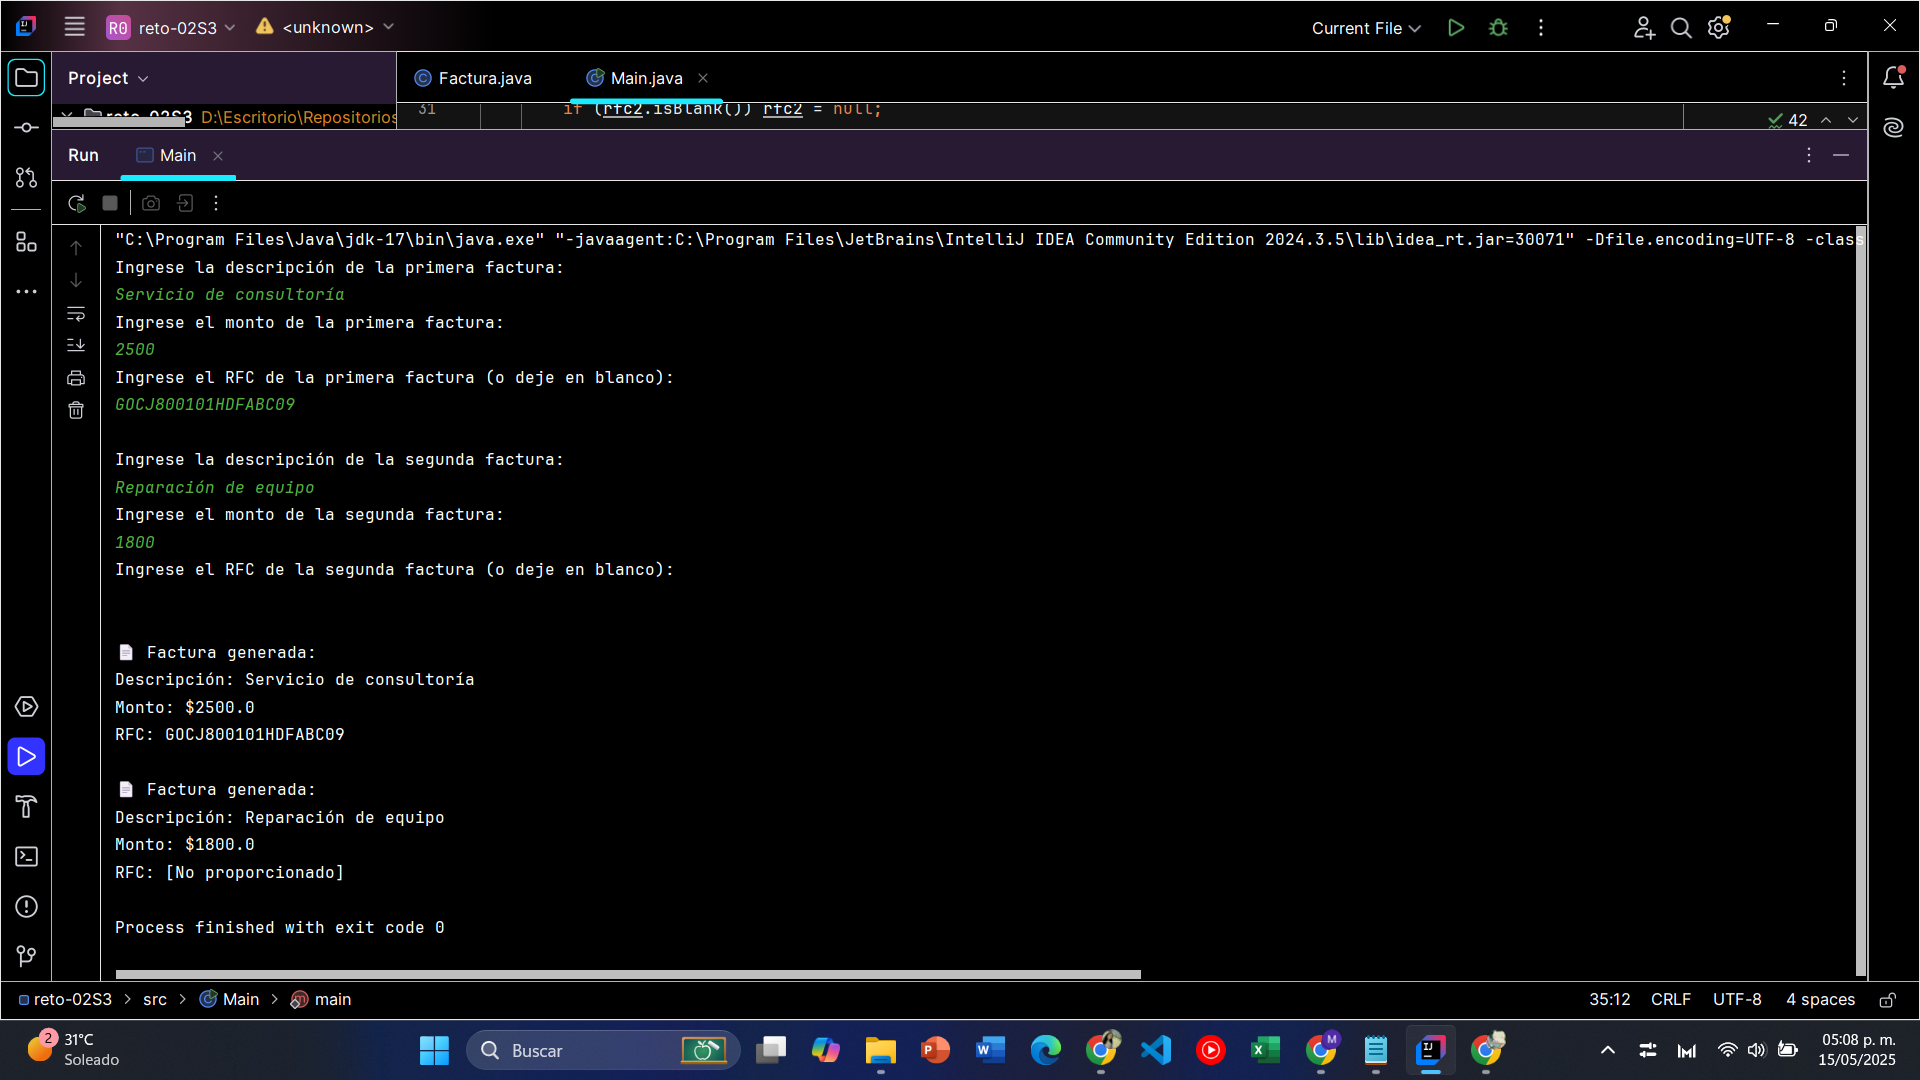 R0 reto-02S3 <unknown> Current File
Project Factura.java Main.java
reto-02S3 D:\Escritorio\Repositorios
31 if (rfc2.isBlank()) rfc2 = null;
42
Run Main
"C:\Program Files\Java\jdk-17\bin\java.exe" "-javaagent:C:\Program Files\JetBrains\IntelliJ IDEA Community Edition 2024.3.5\lib\idea_rt.jar=30071" -Dfile.encoding=UTF-8 -class
Ingrese la descripción de la primera factura:
Servicio de consultoría
Ingrese el monto de la primera factura:
2500
Ingrese el RFC de la primera factura (o deje en blanco):
GOCJ800101HDFABC09
Ingrese la descripción de la segunda factura:
Reparación de equipo
Ingrese el monto de la segunda factura:
1800
Ingrese el RFC de la segunda factura (o deje en blanco):
Factura generada:
Descripción: Servicio de consultoría
Monto: $2500.0
RFC: GOCJ800101HDFABC09
Factura generada:
Descripción: Reparación de equipo
Monto: $1800.0
RFC: [No proporcionado]
Process finished with exit code 0
reto-02S3 > src > Main > main 35:12 CRLF UTF-8 4 spaces
2 31°C
Soleado
Buscar
M
05:08 p. m.
15/05/2025